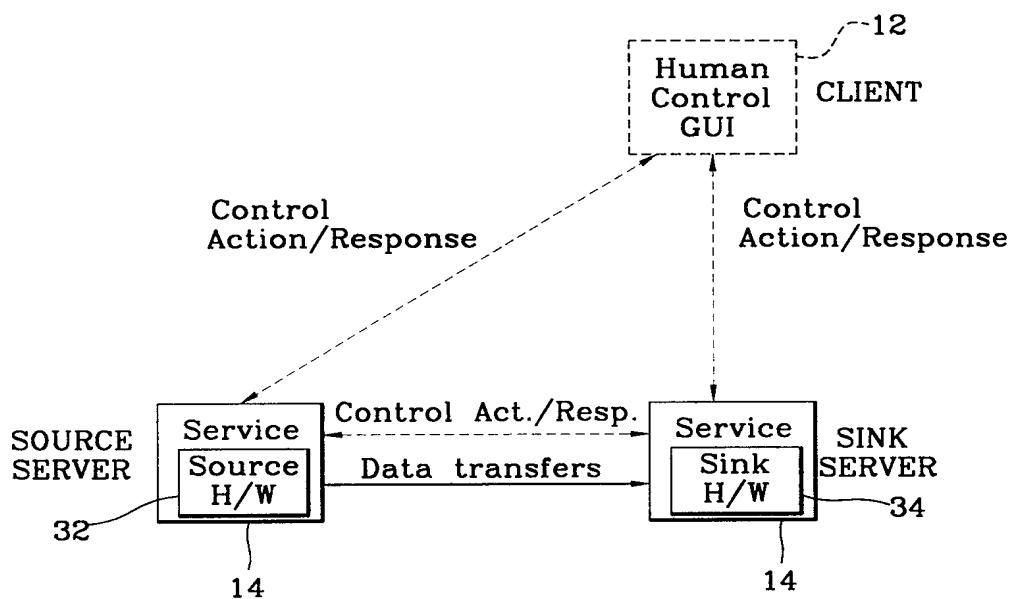 12
Human
Control
GUI
CLIENT
Control
Action/Response
Control
Action/Response
SOURCE
SERVER
Service
Source
H/W
Control Act./Resp.
Data transfers
Service
Sink
H/W
SINK
SERVER
32
34
14
14